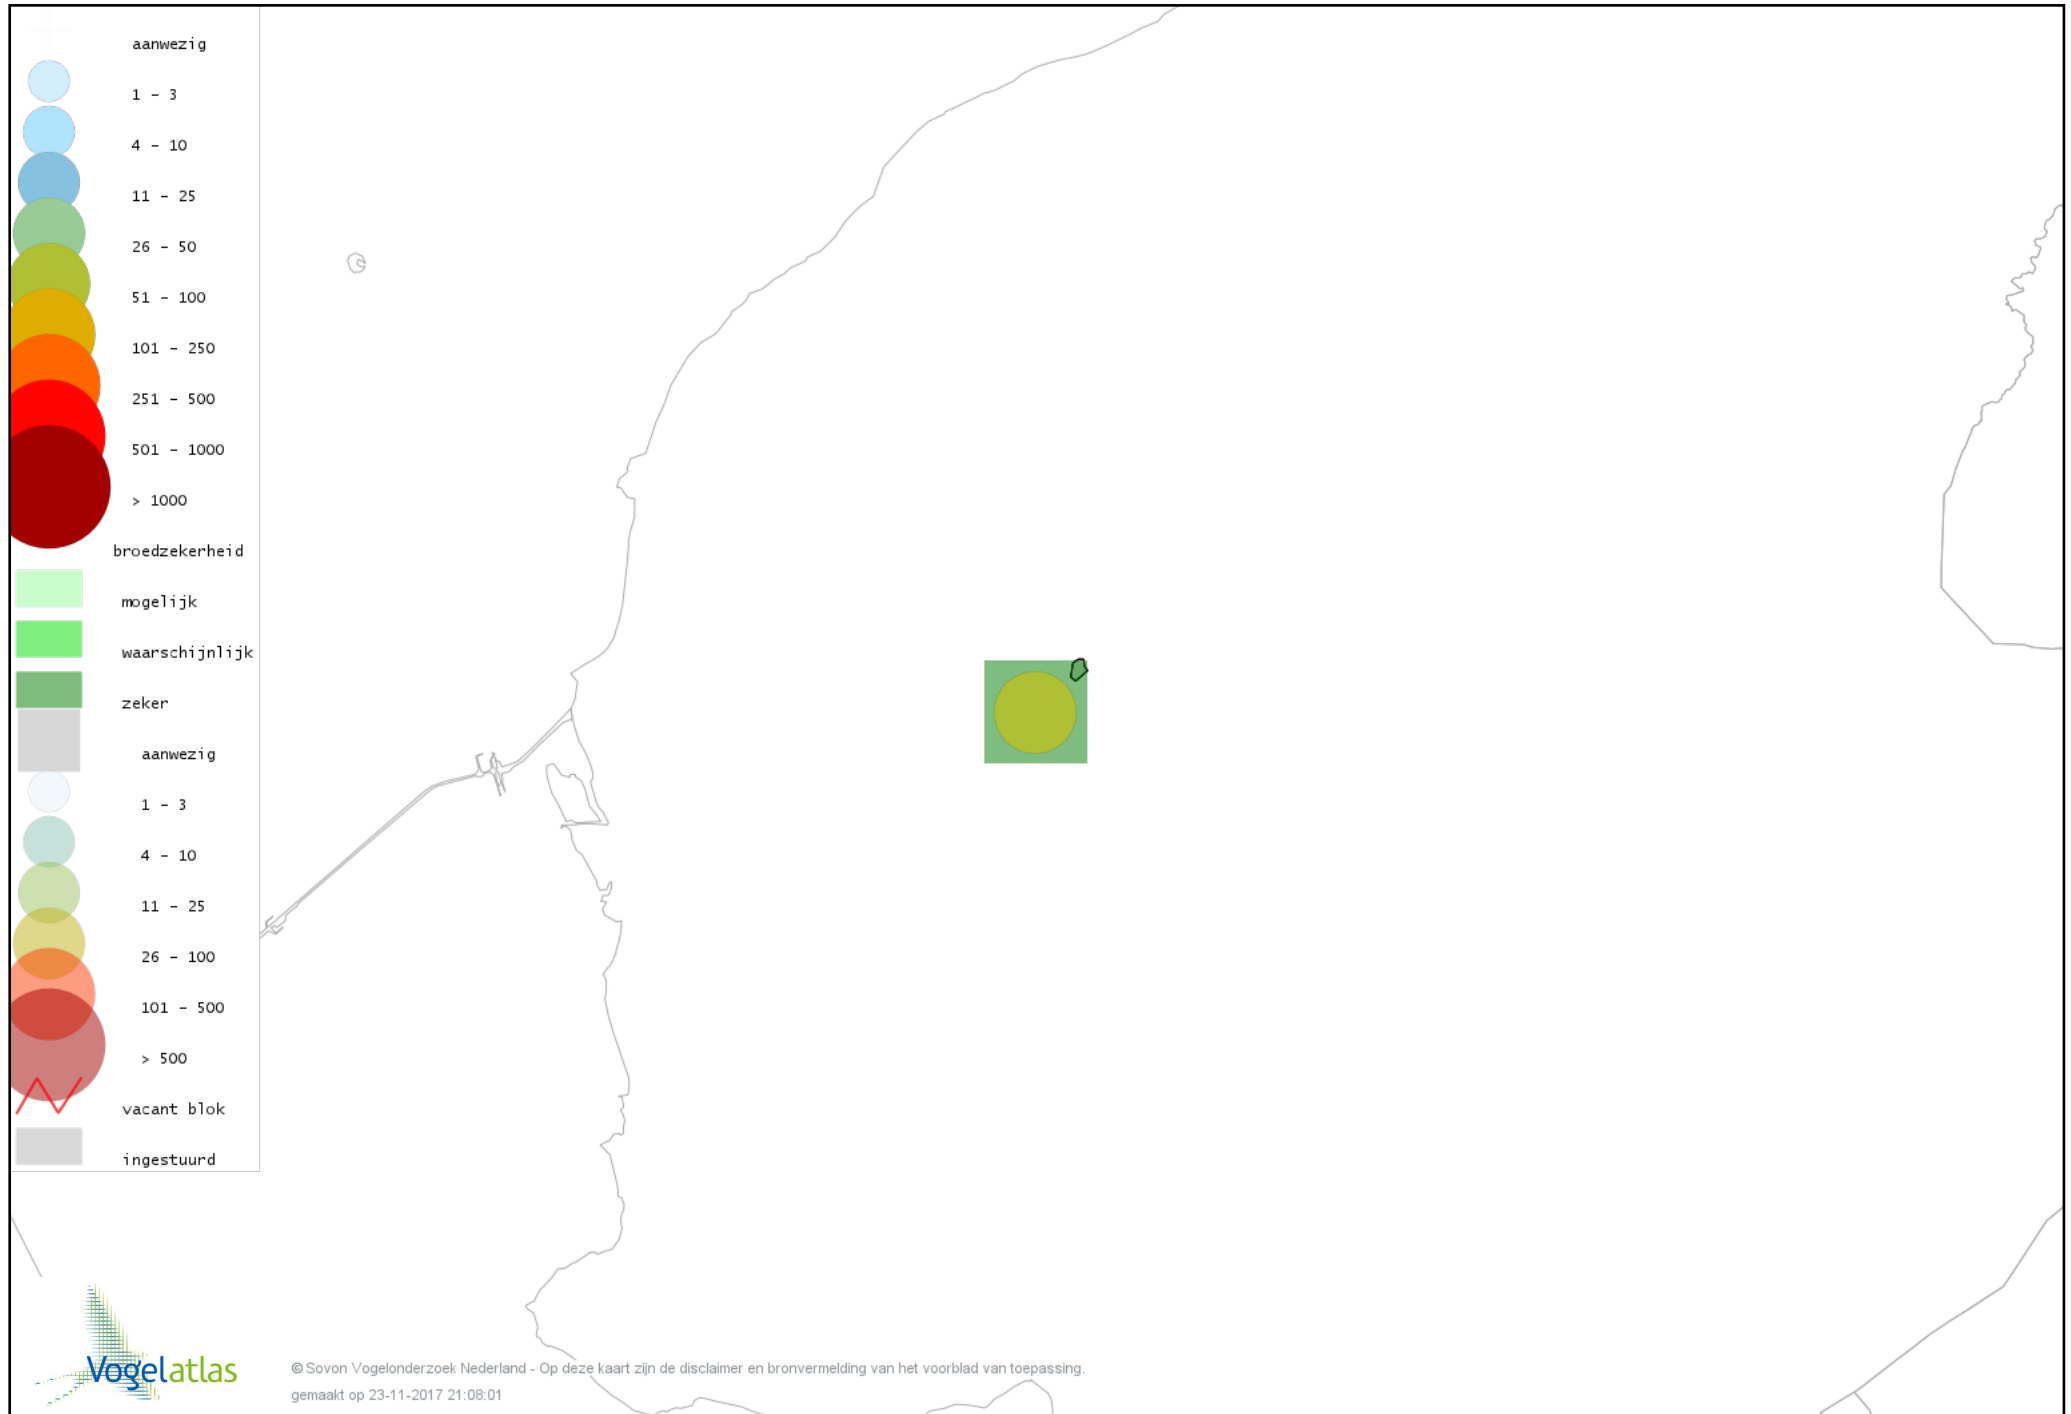 aanwezig
1 - 3
4 - 10
11 - 25
26 - 50
51 - 100
101 - 250
251 - 500
501 - 1000
> 1000
broedzekerheid
mogelijk
waarschijnlijk
zeker
aanwezig
1 - 3
4 - 10
11 - 25
26 - 100
101 - 500
> 500
vacant blok
ingestuurd
Vogelatlas
© Sovon Vogelonderzoek Nederland - Op deze kaart zijn de disclaimer en bronvermelding van het voorblad van toepassing.
gemaakt op 23-11-2017 21:08:01